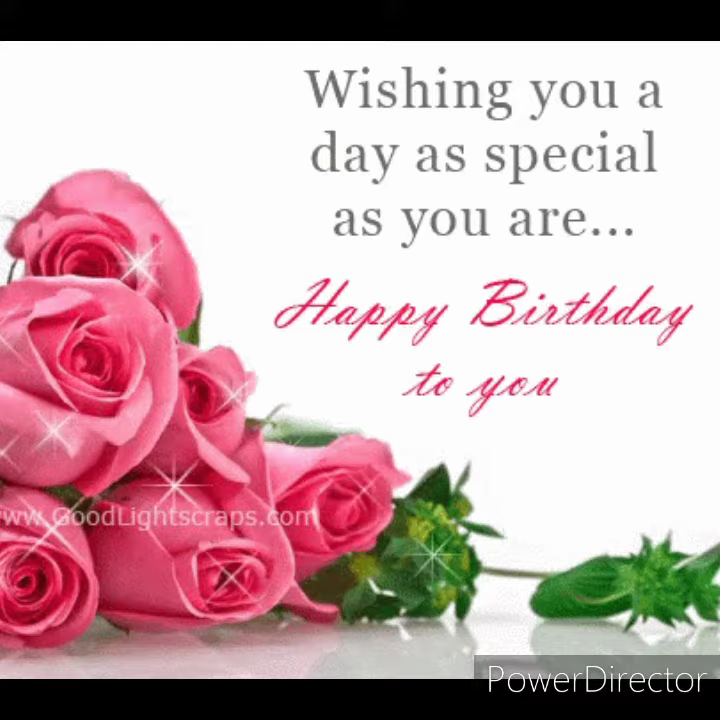 Wishing you a
day as special
as you are...
Happy Birthday
to you
www.GoodLightscraps.com
PowerDirector